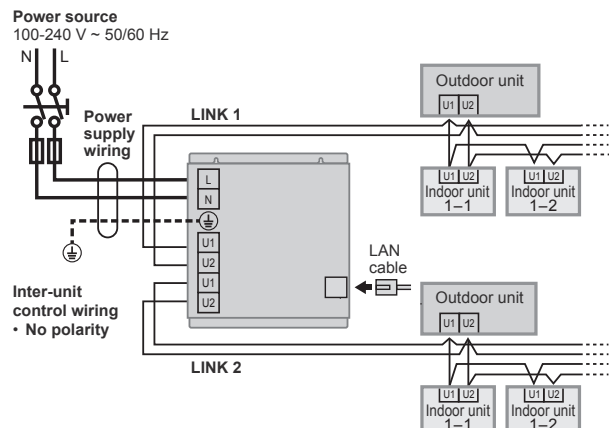 Power source
100-240 V ~ 50/60 Hz
N L
Power
supply
wiring
LINK 1
Outdoor unit
U1 U2
U1 U2
Indoor unit
1–1
U1 U2
Indoor unit
1–2
L
N
U1
U2
U1
U2
LAN
cable
Inter-unit
control wiring
• No polarity
LINK 2
Outdoor unit
U1 U2
U1 U2
Indoor unit
1–1
U1 U2
Indoor unit
1–2